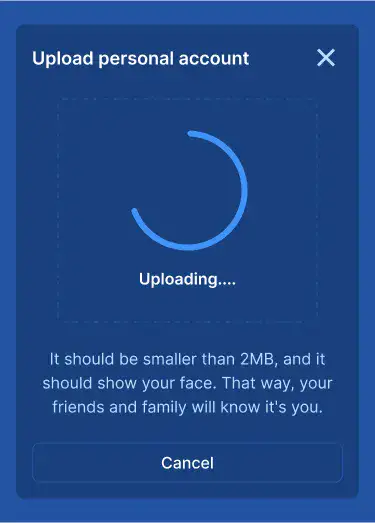 Upload personal account
Uploading....
It should be smaller than 2MB, and it
should show your face. That way, your
friends and family will know it's you.
Cancel